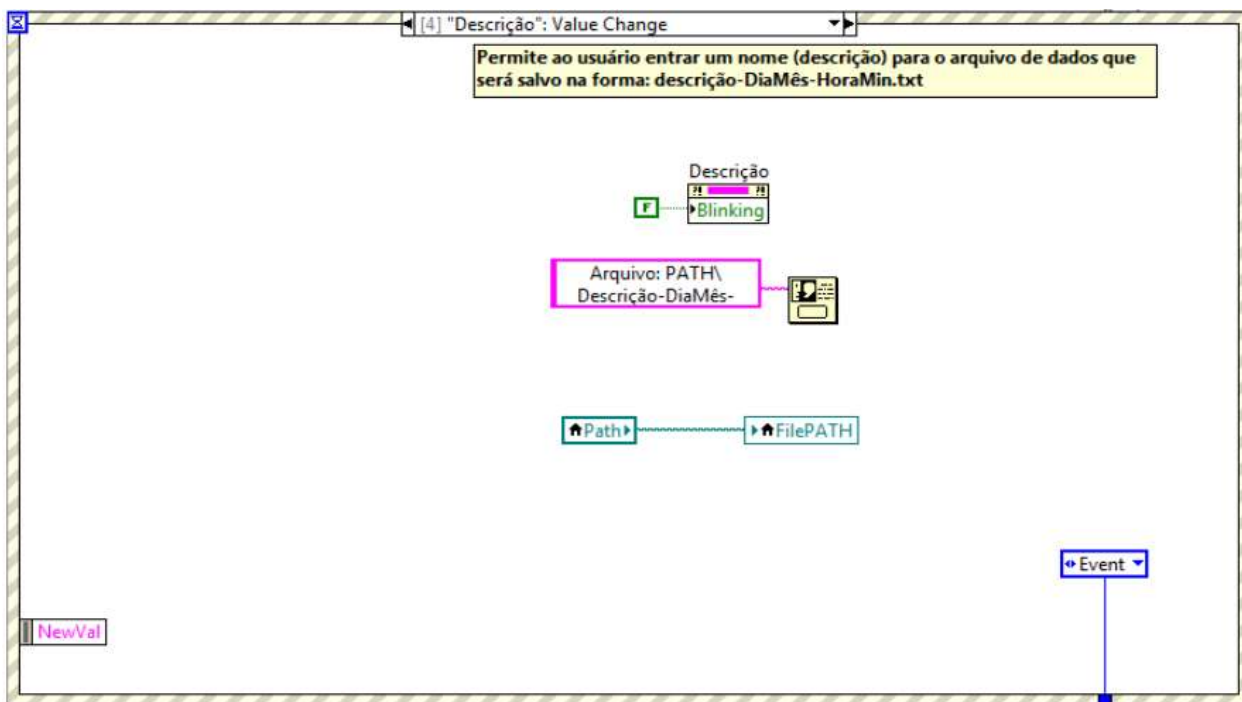 [4] "Descrição": Value Change
Permite ao usuário entrar um nome (descrição) para o arquivo de dados que
será salvo na forma: descrição-DiaMês-HoraMin.txt
Descrição
?! ?!
F
Blinking
Arquivo: PATH\
Descrição-DiaMês-
Path
FilePATH
Event
NewVal